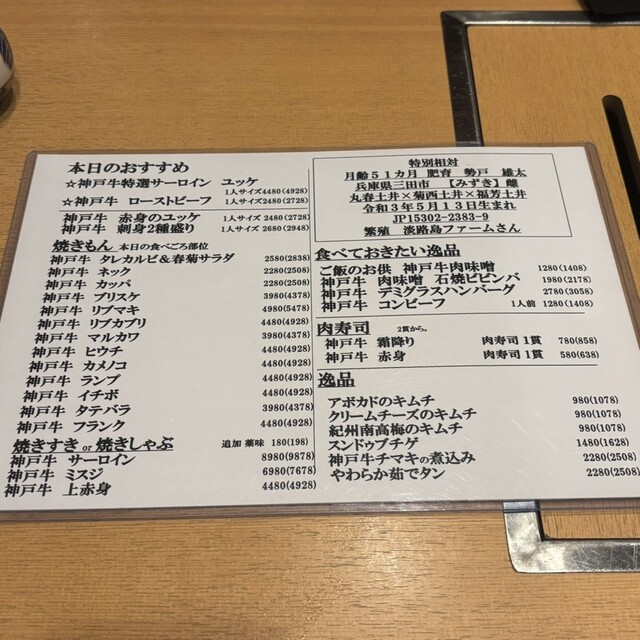 本日のおすすめ
☆神戸牛特選サーロイン ユッケ
1人サイズ4480(4928)
☆神戸牛 ローストビーフ 1人サイズ2480(2728)
神戸牛 赤身のユッケ 1人サイズ2480(2728)
神戸牛 刺身2種盛り 1人サイズ 2680(2948)
焼きもん 本日の食べごろ部位
神戸牛 タレカルビ＆春菊サラダ 2580(2838)
神戸牛 ネック 2280(2508)
神戸牛 カッパ 2280(2508)
神戸牛 ブリスケ 3980(4378)
神戸牛 リブマキ 4980(5478)
神戸牛 リブカブリ 4480(4928)
神戸牛 マルカワ 3980(4378)
神戸牛 ヒウチ 4480(4928)
神戸牛 カメノコ 4480(4928)
神戸牛 ランプ 4480(4928)
神戸牛 イチボ 4480(4928)
神戸牛 タテバラ 3980(4378)
神戸牛 フランク 4480(4928)
焼きすき or 焼きしゃぶ 追加 薬味 180(198)
神戸牛 サーロイン 8980(9878)
神戸牛 ミスジ 6980(7678)
神戸牛 上赤身 4480(4928)
特別相対
月齢５１カ月 肥育 勢戸 雄太
兵庫県三田市 【みずき】雌
丸春土井×菊西土井×福芳土井
令和３年５月１３日生まれ
JP15302-2383-9
繁殖 淡路島ファームさん
食べておきたい逸品
ご飯のお供 神戸牛肉味噌 1280(1408)
神戸牛 肉味噌 石焼ビビンバ 1980(2178)
神戸牛 デミグラスハンバーグ 2780(3058)
神戸牛 コンビーフ 1人前 1280(1408)
肉寿司 2貫から。
神戸牛 霜降り 肉寿司 1貫 780(858)
神戸牛 赤身 肉寿司 1貫 580(638)
逸品
アボカドのキムチ 980(1078)
クリームチーズのキムチ 980(1078)
紀州南高梅のキムチ 980(1078)
スンドゥブチゲ 1480(1628)
神戸牛チマキの煮込み 2280(2508)
やわらか茹でタン 2280(2508)